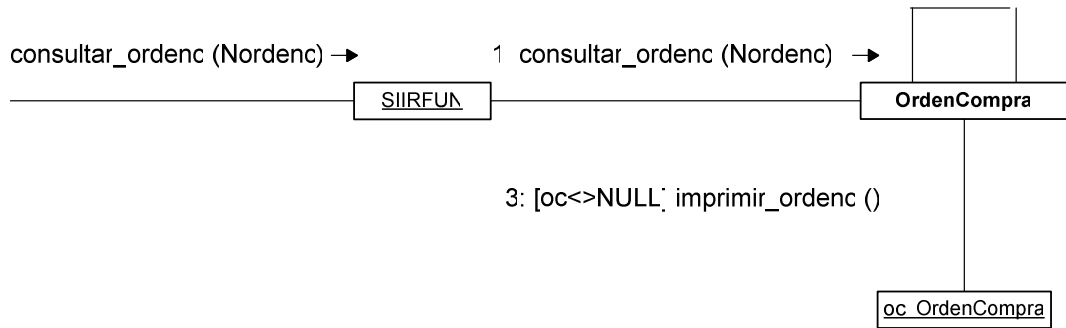 consultar_ordenc (Nordenc)
1 consultar_ordenc (Nordenc)
SIIRFUN
OrdenCompra
3: [oc<>NULL] imprimir_ordenc ()
oc OrdenCompra